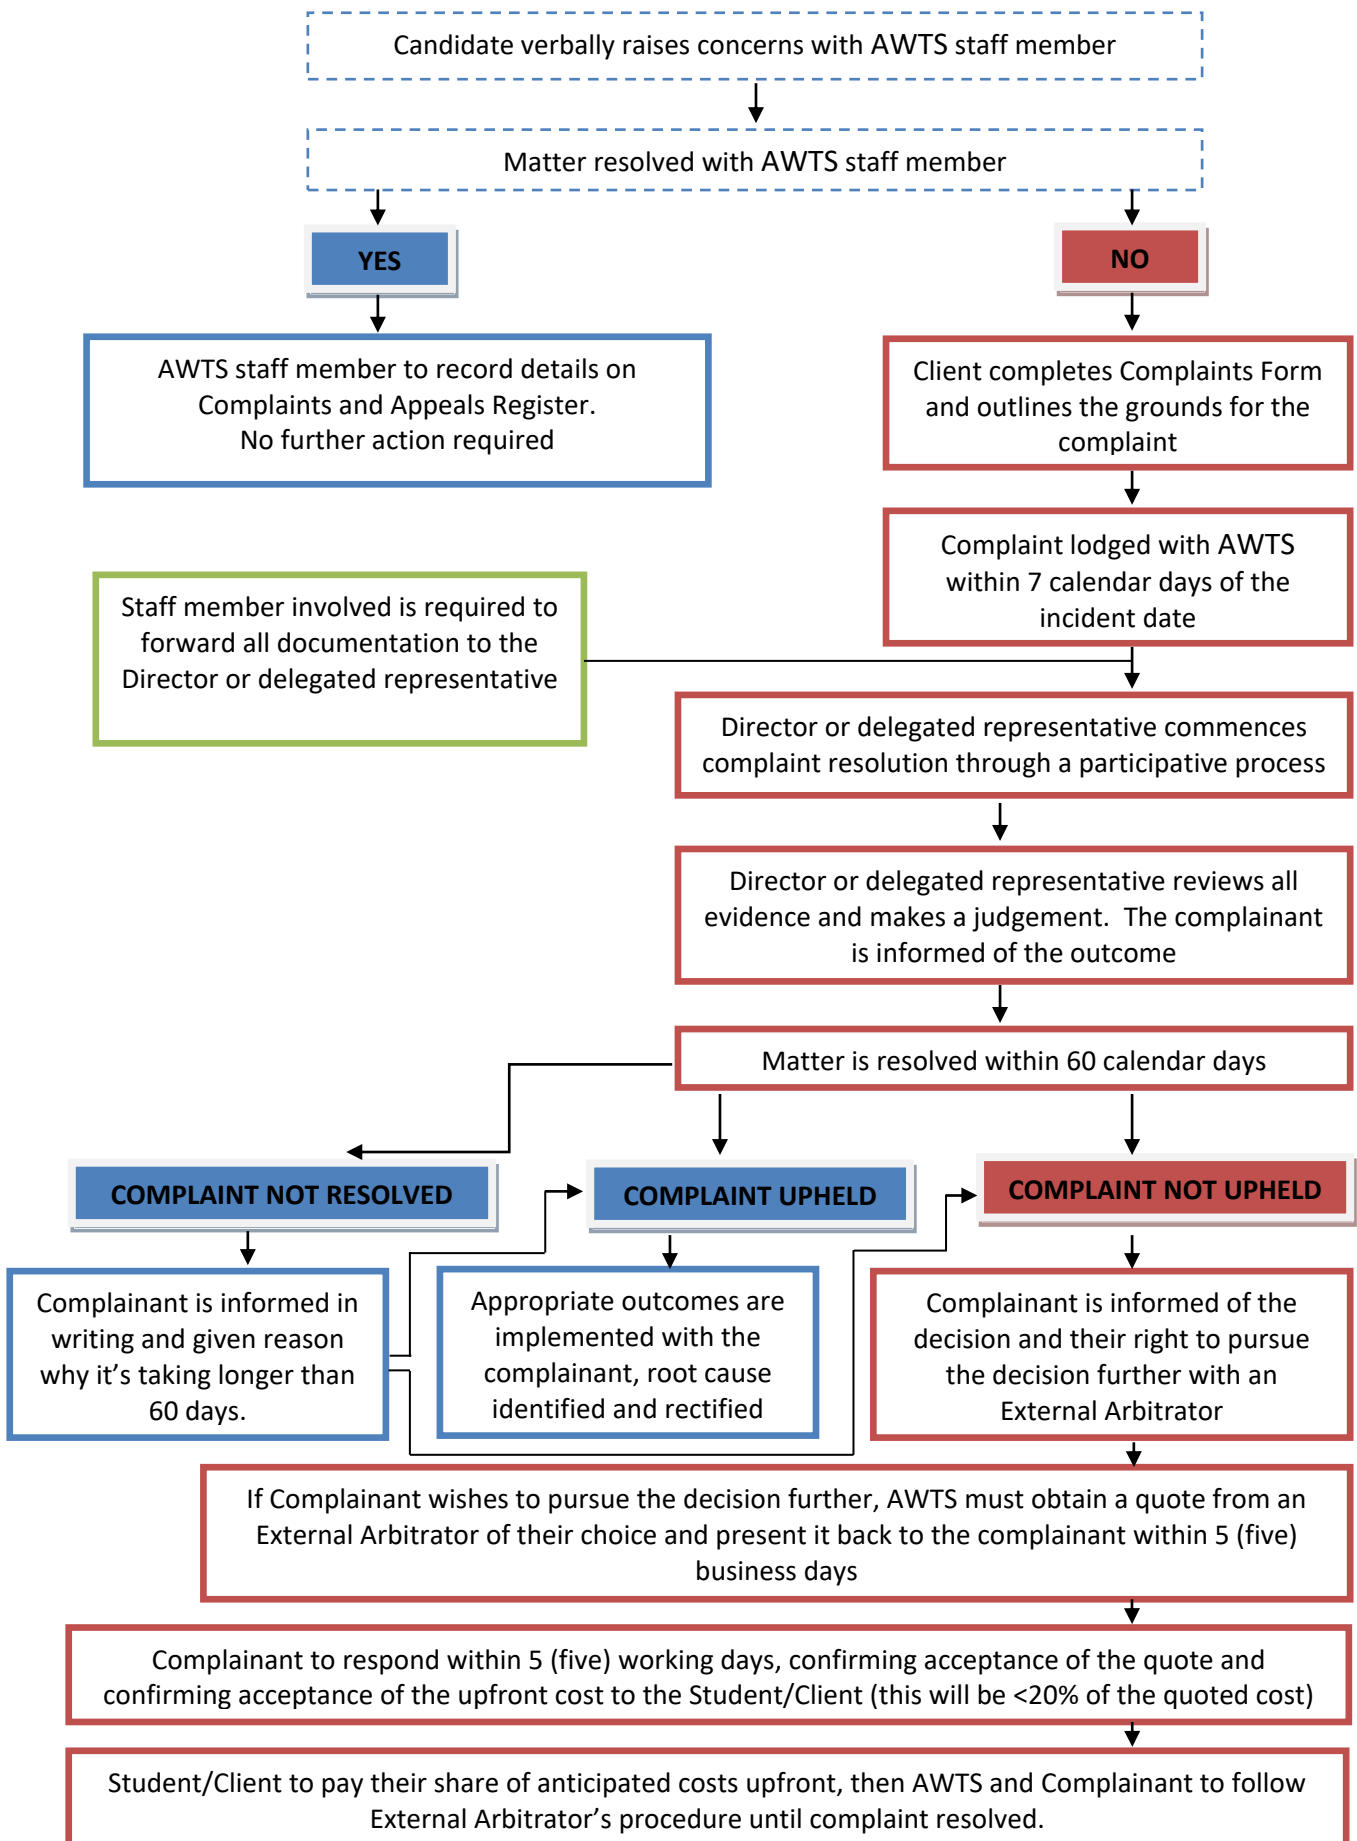 Candidate verbally raises concerns with AWTS staff member
Matter resolved with AWTS staff member
YES
NO
AWTS staff member to record details on
Complaints and Appeals Register.
No further action required
Client completes Complaints Form
and outlines the grounds for the
complaint
Complaint lodged with AWTS
within 7 calendar days of the
incident date
Staff member involved is required to
forward all documentation to the
Director or delegated representative
Director or delegated representative commences
complaint resolution through a participative process
Director or delegated representative reviews all
evidence and makes a judgement.  The complainant
is informed of the outcome
Matter is resolved within 60 calendar days
COMPLAINT NOT RESOLVED
COMPLAINT UPHELD
COMPLAINT NOT UPHELD
Complainant is informed in
writing and given reason
why it’s taking longer than
60 days.
Appropriate outcomes are
implemented with the
complainant, root cause
identified and rectified
Complainant is informed of the
decision and their right to pursue
the decision further with an
External Arbitrator
If Complainant wishes to pursue the decision further, AWTS must obtain a quote from an
External Arbitrator of their choice and present it back to the complainant within 5 (five)
business days
Complainant to respond within 5 (five) working days, confirming acceptance of the quote and
confirming acceptance of the upfront cost to the Student/Client (this will be <20% of the quoted cost)
Student/Client to pay their share of anticipated costs upfront, then AWTS and Complainant to follow
External Arbitrator’s procedure until complaint resolved.